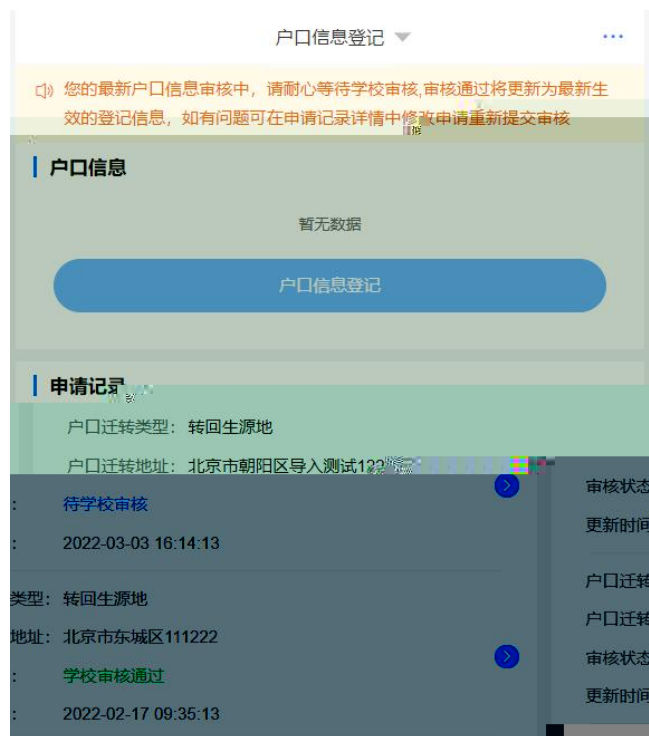 户口信息登记
您的最新户口信息审核中，请耐心等待学校审核,审核通过将更新为最新生
效的登记信息，如有问题可在申请记录详情中修改申请重新提交审核
户口信息
暂无数据
户口信息登记
申请记录
户口迁转类型：转回生源地
户口迁转地址：北京市朝阳区导入测试122
： 待学校审核
审核状态
： 2022-03-03 16:14:13
更新时间
类型：转回生源地
户口迁转
地址：北京市东城区111222
户口迁转
： 学校审核通过
审核状态
： 2022-02-17 09:35:13
更新时间